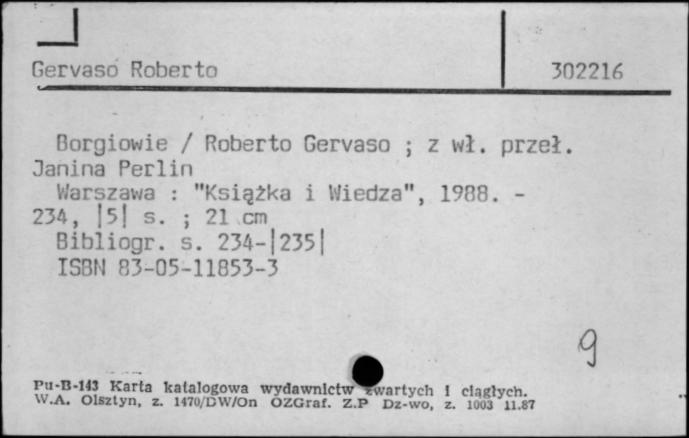 Gervaso Roberto
302216
Borgiowie / Roberto Gervaso ; z wł. przeł.
Janina Perlin
Warszawa : "Książka i Wiedza", 1988. -
234, |5| s. ; 21 cm
Bibliogr. s. 234-|235|
ISBN 83-05-11853-3
9
Pu-B-143 Karta katalogowa wydawnictw zwartych i ciągłych.
W.A. Olsztyn, z. 1470/DW/On OZGraf. Z.P Dz-wo, z. 1003 11.87